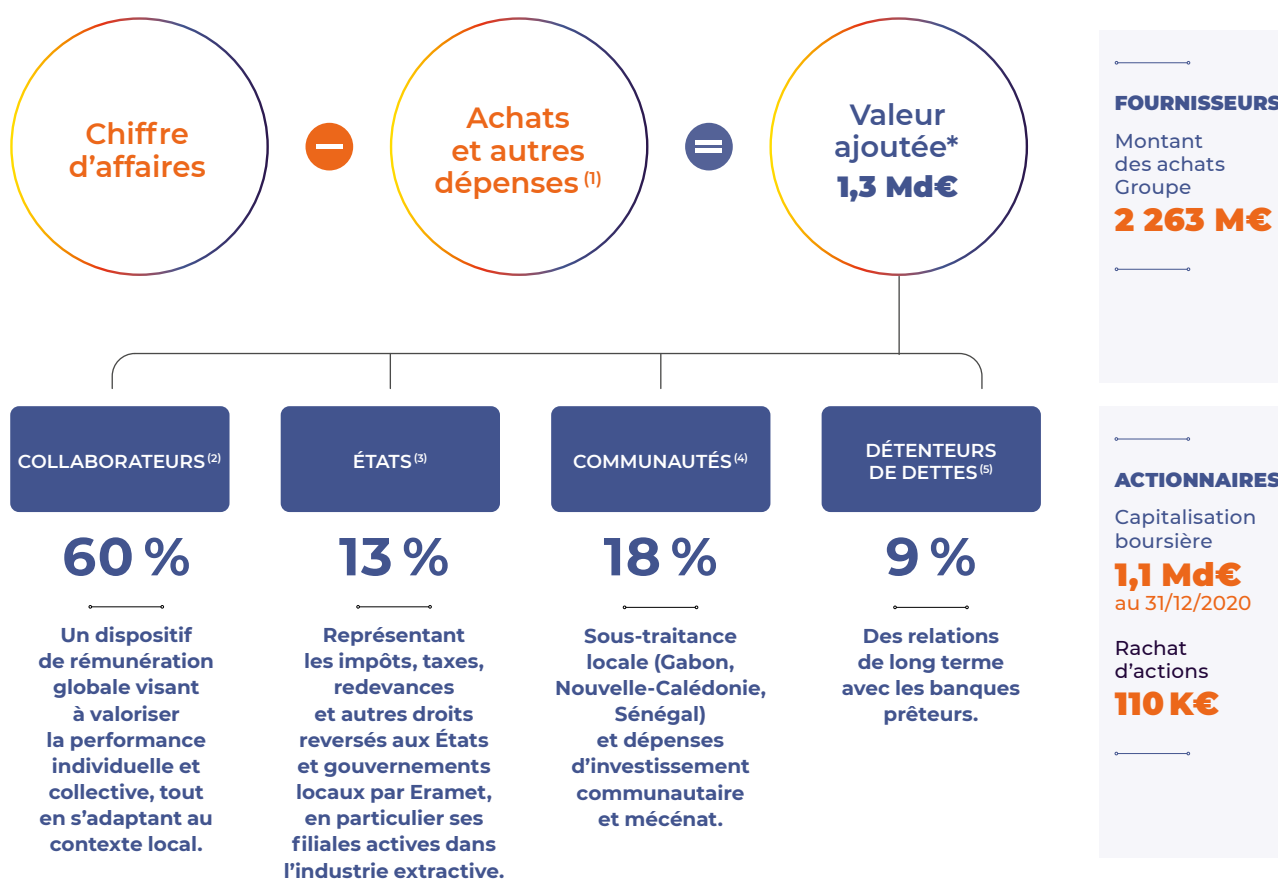 Chiffre
d'affaires
Achats
et autres
dépenses (1)
Valeur
ajoutée*
1,3 Md€
COLLABORATEURS (2)
60 %
Un dispositif
de rémunération
globale visant
à valoriser
la performance
individuelle et
collective, tout
en s'adaptant au
contexte local.
ÉTATS (3)
13 %
Représentant
les impôts, taxes,
redevances
et autres droits
reversés aux États
et gouvernements
locaux par Eramet,
en particulier ses
filiales actives dans
l'industrie extractive.
COMMUNAUTÉS (4)
18 %
Sous-traitance
locale (Gabon,
Nouvelle-Calédonie,
Sénégal)
et dépenses
d'investissement
communautaire
et mécénat.
DÉTENTEURS
DE DETTES (5)
9 %
Des relations
de long terme
avec les banques
prêteurs.
FOURNISSEURS
Montant
des achats
Groupe
2 263 M€
ACTIONNAIRES
Capitalisation
boursière
1,1 Md€
au 31/12/2020
Rachat
d'actions
110 K€